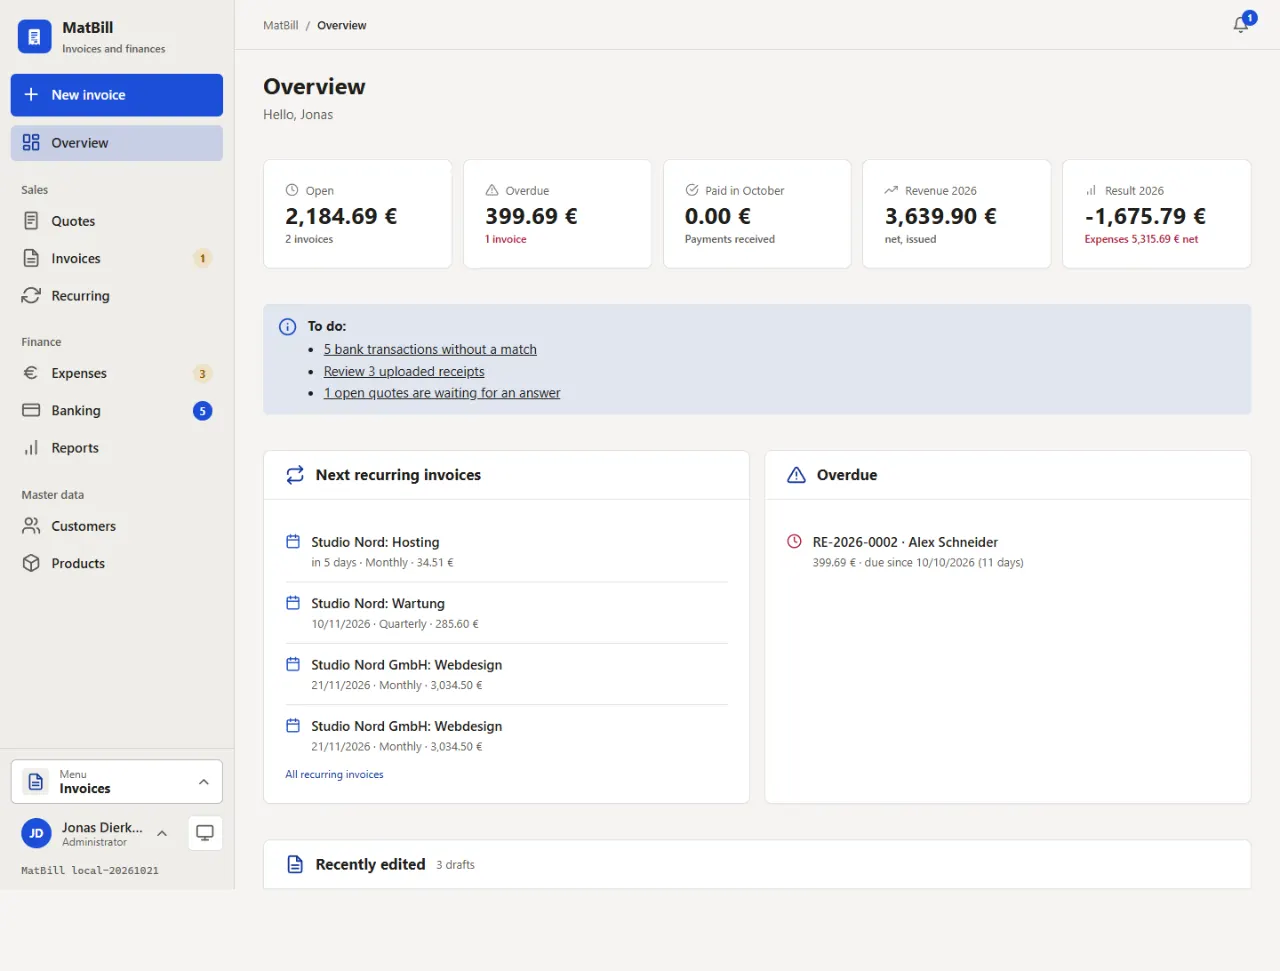 MatBill
Invoices and finances
New invoice
Overview
Sales
Quotes
Invoices 1
Recurring
Finance
Expenses 3
Banking 5
Reports
Master data
Customers
Products
Menu
Invoices
JD
Jonas Dierk...
Administrator
MatBill local-20261021
MatBill / Overview
1
Overview
Hello, Jonas
Open
2,184.69 €
2 invoices
Overdue
399.69 €
1 invoice
Paid in October
0.00 €
Payments received
Revenue 2026
3,639.90 €
net, issued
Result 2026
-1,675.79 €
Expenses 5,315.69 € net
To do:
• 5 bank transactions without a match
• Review 3 uploaded receipts
• 1 open quotes are waiting for an answer
Next recurring invoices
Studio Nord: Hosting
in 5 days · Monthly · 34.51 €
Studio Nord: Wartung
10/11/2026 · Quarterly · 285.60 €
Studio Nord GmbH: Webdesign
21/11/2026 · Monthly · 3,034.50 €
Studio Nord GmbH: Webdesign
21/11/2026 · Monthly · 3,034.50 €
All recurring invoices
Overdue
RE-2026-0002 · Alex Schneider
399.69 € · due since 10/10/2026 (11 days)
Recently edited 3 drafts